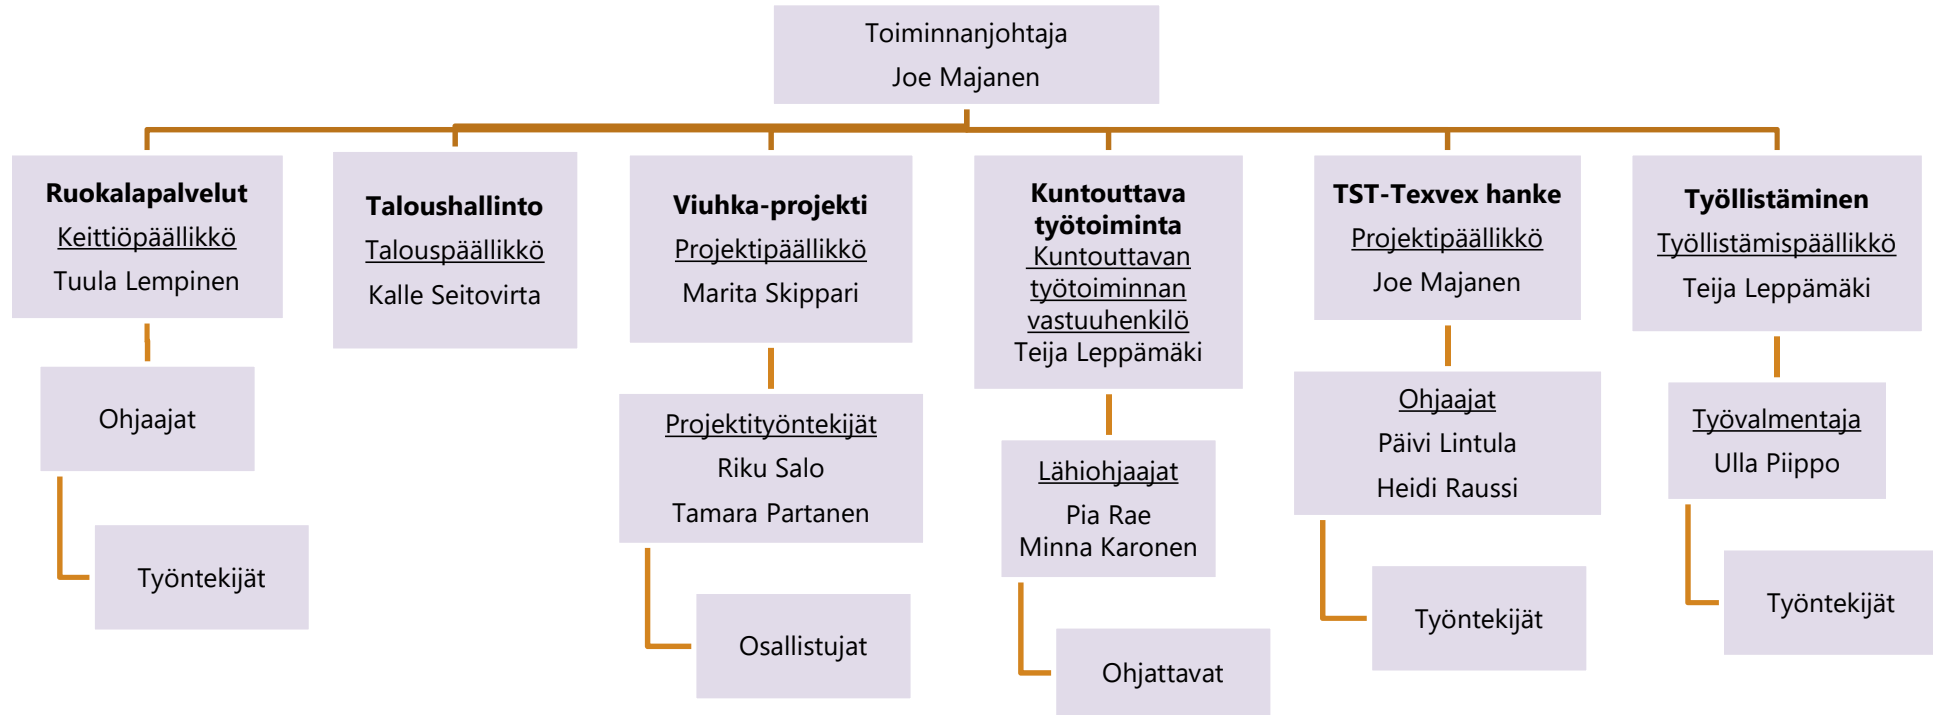 Toiminnanjohtaja
Joe Majanen
Ruokalapalvelut
Keittiöpäällikkö
Tuula Lempinen
Ohjaajat
Työntekijät
Taloushallinto
Talouspäällikkö
Kalle Seitovirta
Viuhka-projekti
Projektipäällikkö
Marita Skippari
Projektityöntekijät
Riku Salo
Tamara Partanen
Osallistujat
Kuntouttava
työtoiminta
Kuntouttavan
työtoiminnan
vastuuhenkilö
Teija Leppämäki
Lähiohjaajat
Pia Rae
Minna Karonen
Ohjattavat
TST-Texvex hanke
Projektipäällikkö
Joe Majanen
Ohjaajat
Päivi Lintula
Heidi Raussi
Työntekijät
Työllistäminen
Työllistämispäällikkö
Teija Leppämäki
Työvalmentaja
Ulla Piippo
Työntekijät